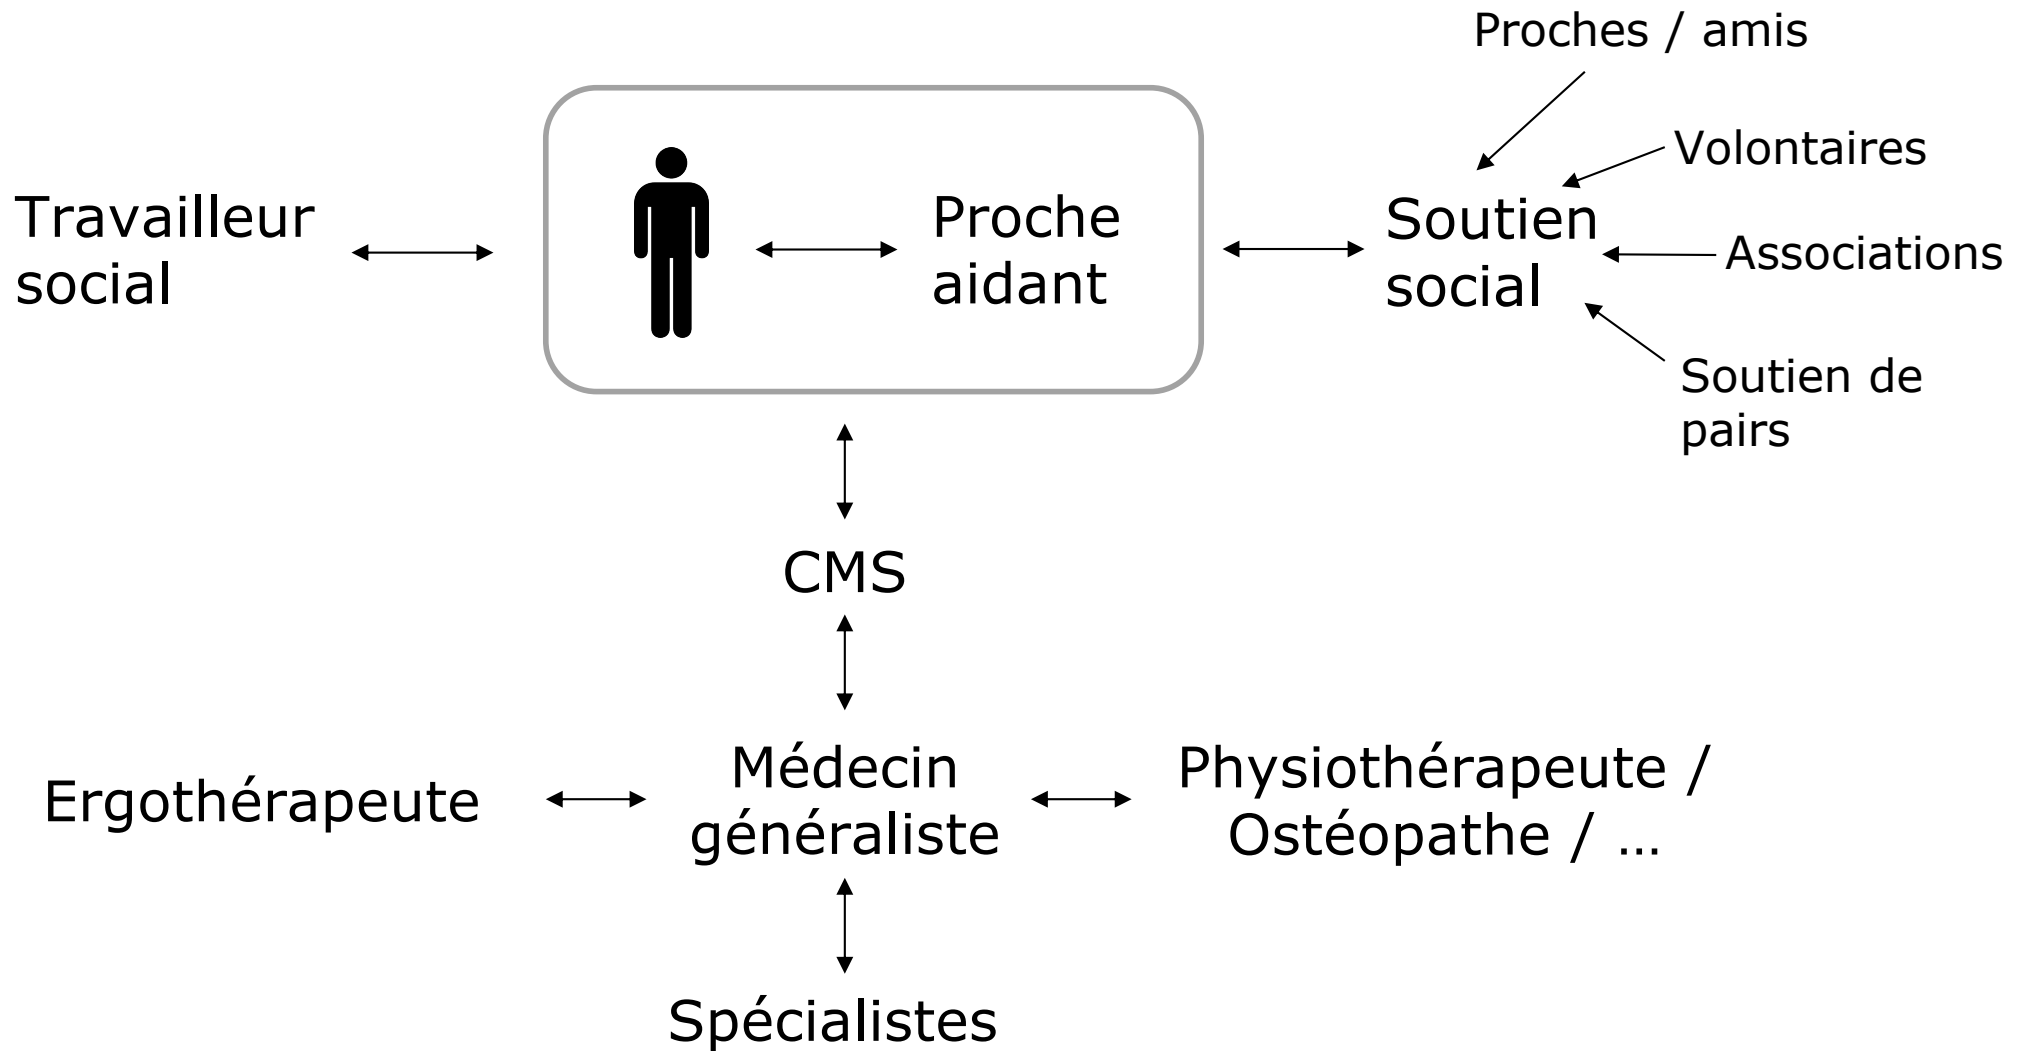 Proches / amis
Volontaires
Travailleur
social
Proche
aidant
Soutien
social
Associations
Soutien de
pairs
CMS
Ergothérapeute
Médecin
généraliste
Physiothérapeute /
Ostéopathe / ...
Spécialistes